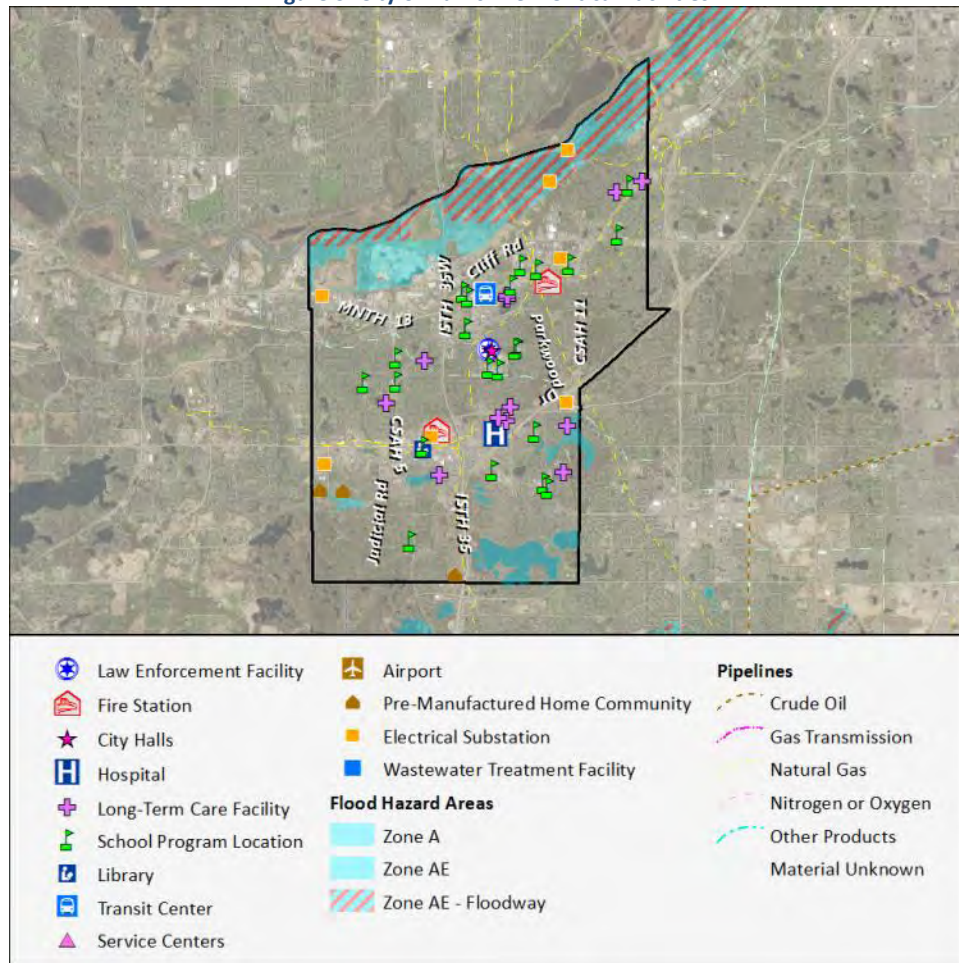 Cliff Rd
ISTH 35W
MNTH 13
CSAH 11
Parkwood Dr
CSAH 5
Judicial Rd
ISTH 35
Law Enforcement Facility
Fire Station
City Halls
Hospital
Long-Term Care Facility
School Program Location
Library
Transit Center
Service Centers
Airport
Pre-Manufactured Home Community
Electrical Substation
Wastewater Treatment Facility
Flood Hazard Areas
Zone A
Zone AE
Zone AE - Floodway
Pipelines
Crude Oil
Gas Transmission
Natural Gas
Nitrogen or Oxygen
Other Products
Material Unknown